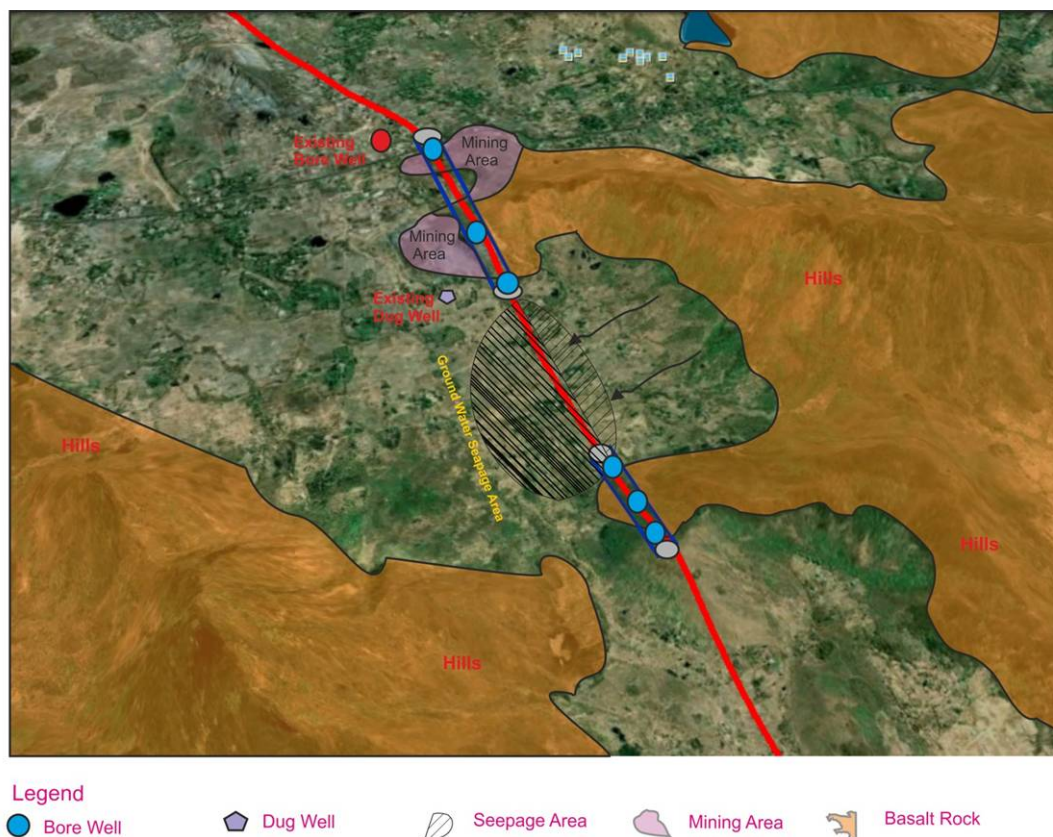 Existing
Bore Well
Mining
Area
Mining
Area
Hills
Existing
Dug Well
Ground Water Seepage Area
Hills
Hills
Hills
Legend
Bore Well
Dug Well
Seepage Area
Mining Area
Basalt Rock